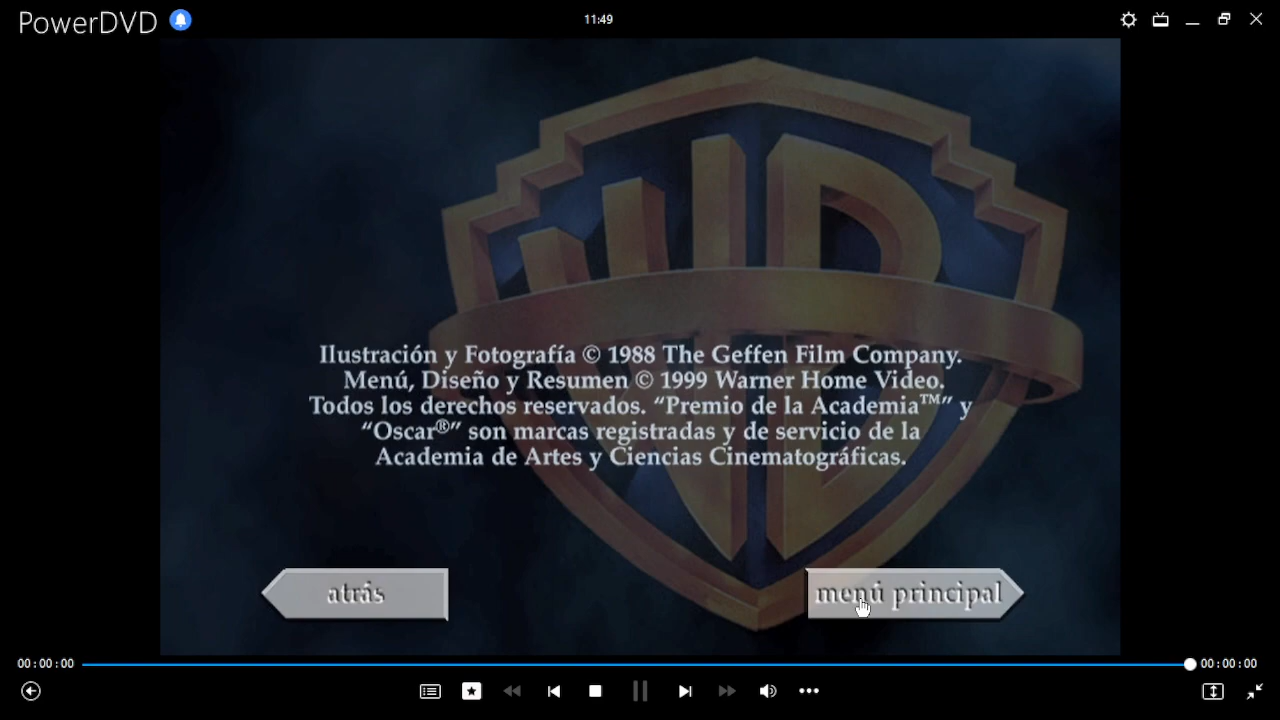 PowerDVD
11:49
WB
Ilustración y Fotografía © 1988 The Geffen Film Company.
Menú, Diseño y Resumen © 1999 Warner Home Video.
Todos los derechos reservados. “Premio de la Academia™” y
“Oscar®” son marcas registradas y de servicio de la
Academia de Artes y Ciencias Cinematográficas.
atrás
menú principal
00:00:00
00:00:00